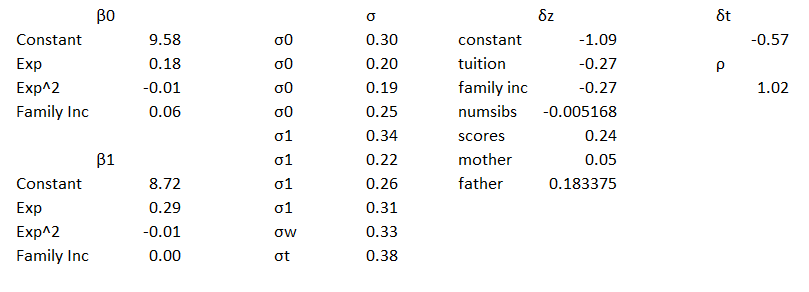 β0 σ δz δt
Constant 9.58 σ0 0.30 constant -1.09 -0.57
Exp 0.18 σ0 0.20 tuition -0.27 ρ
Exp^2 -0.01 σ0 0.19 family inc -0.27 1.02
Family Inc 0.06 σ0 0.25 numsibs -0.005168
σ1 0.34 scores 0.24
β1 σ1 0.22 mother 0.05
Constant 8.72 σ1 0.26 father 0.183375
Exp 0.29 σ1 0.31
Exp^2 -0.01 σw 0.33
Family Inc 0.00 σt 0.38